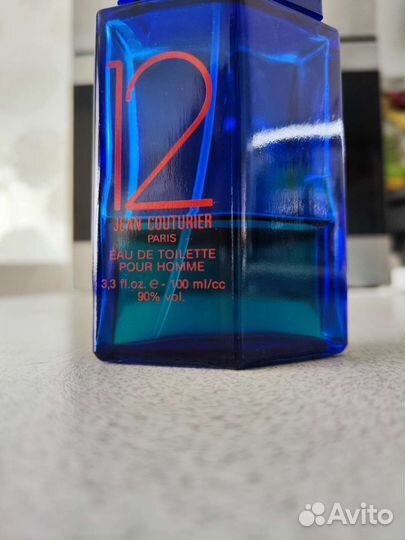 12
JEAN COUTURIER
PARIS
EAU DE TOILETTE
POUR HOMME
3,3 fl.oz. e - 100 ml/cc
90% vol.
Avito